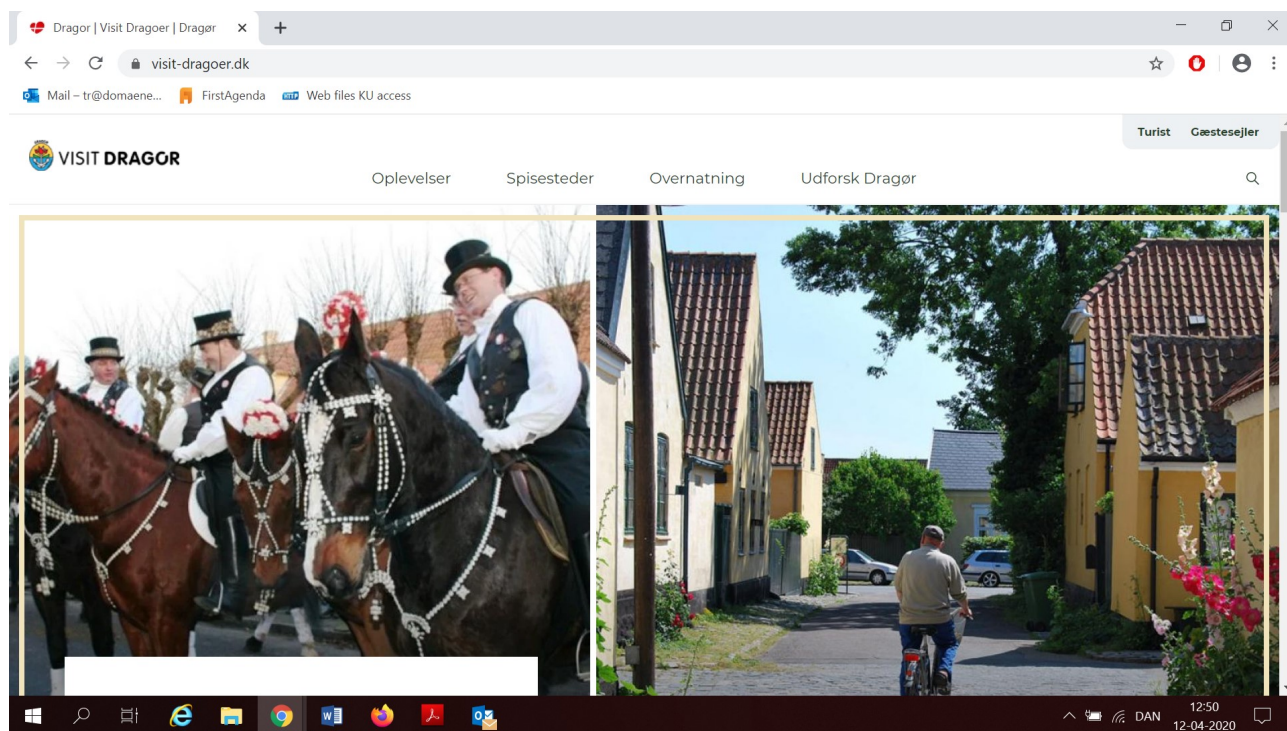 Dragor | Visit Dragoer | Dragør
visit-dragoer.dk
Mail – tr@domaene...
FirstAgenda
Web files KU access
Turist Gæstesejler
VISIT DRAGØR
Oplevelser Spisesteder Overnatning Udforsk Dragør
DAN
12:50
12-04-2020